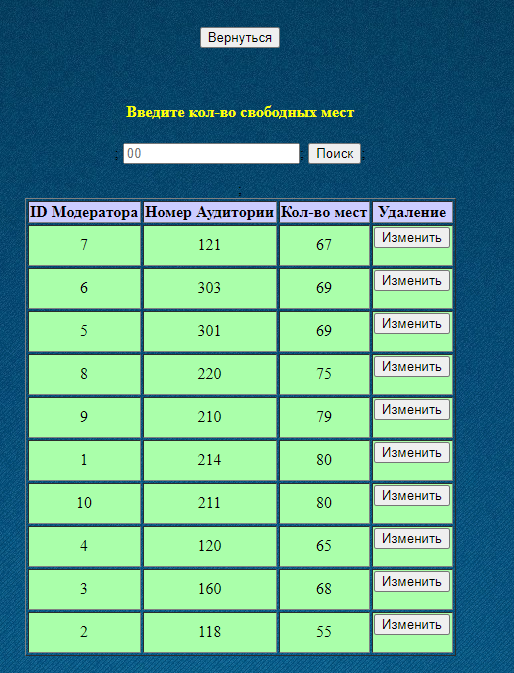 Вернуться
Введите кол-во свободных мест
00 Поиск
ID Модератора Номер Аудитории Кол-во мест Удаление
7 121 67 Изменить
6 303 69 Изменить
5 301 69 Изменить
8 220 75 Изменить
9 210 79 Изменить
1 214 80 Изменить
10 211 80 Изменить
4 120 65 Изменить
3 160 68 Изменить
2 118 55 Изменить